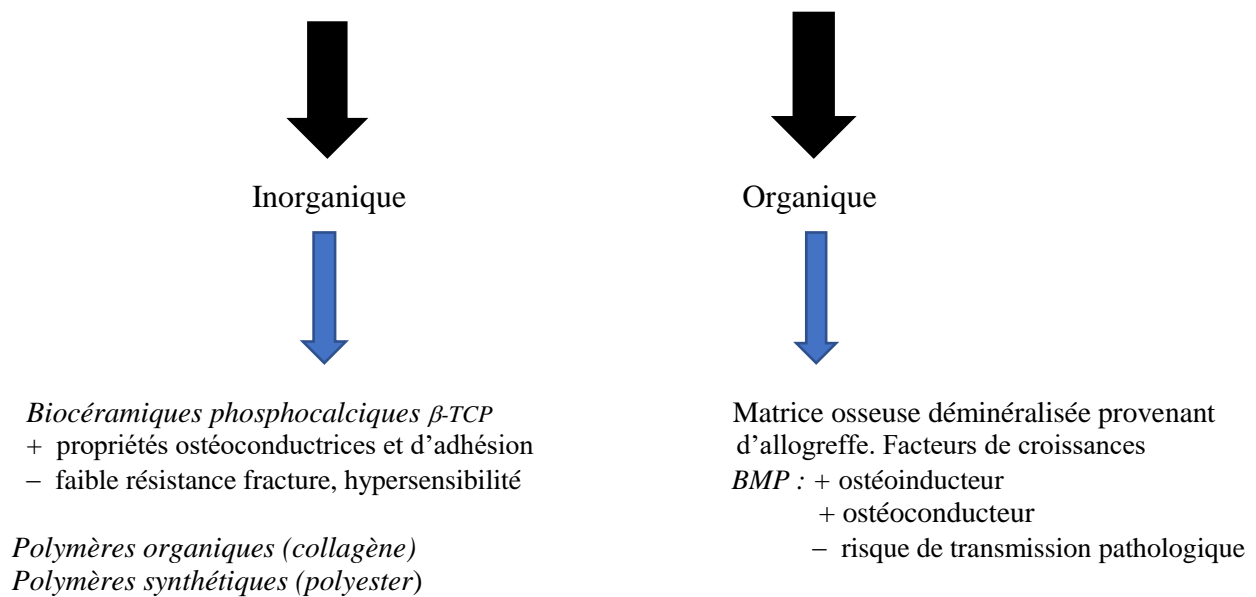 Inorganique
Organique
Biocéramiques phosphocalciques β-TCP
+ propriétés ostéoconductrices et d’adhésion
− faible résistance fracture, hypersensibilité
Polymères organiques (collagène)
Polymères synthétiques (polyester)
Matrice osseuse déminéralisée provenant
d’allogreffe. Facteurs de croissances
BMP : + ostéoinducteur
+ ostéoconducteur
− risque de transmission pathologique